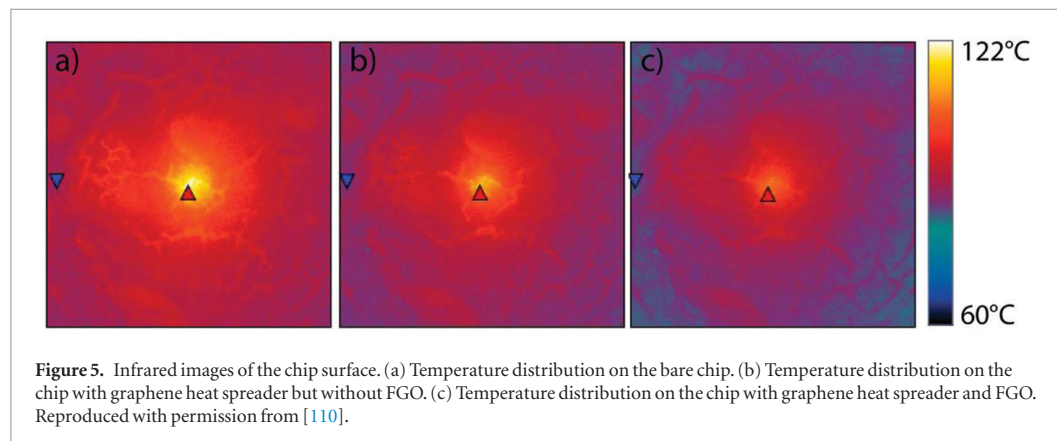 a)
b)
c)
122°C
60°C
Figure 5. Infrared images of the chip surface. (a) Temperature distribution on the bare chip. (b) Temperature distribution on the
chip with graphene heat spreader but without FGO. (c) Temperature distribution on the chip with graphene heat spreader and FGO.
Reproduced with permission from [110].